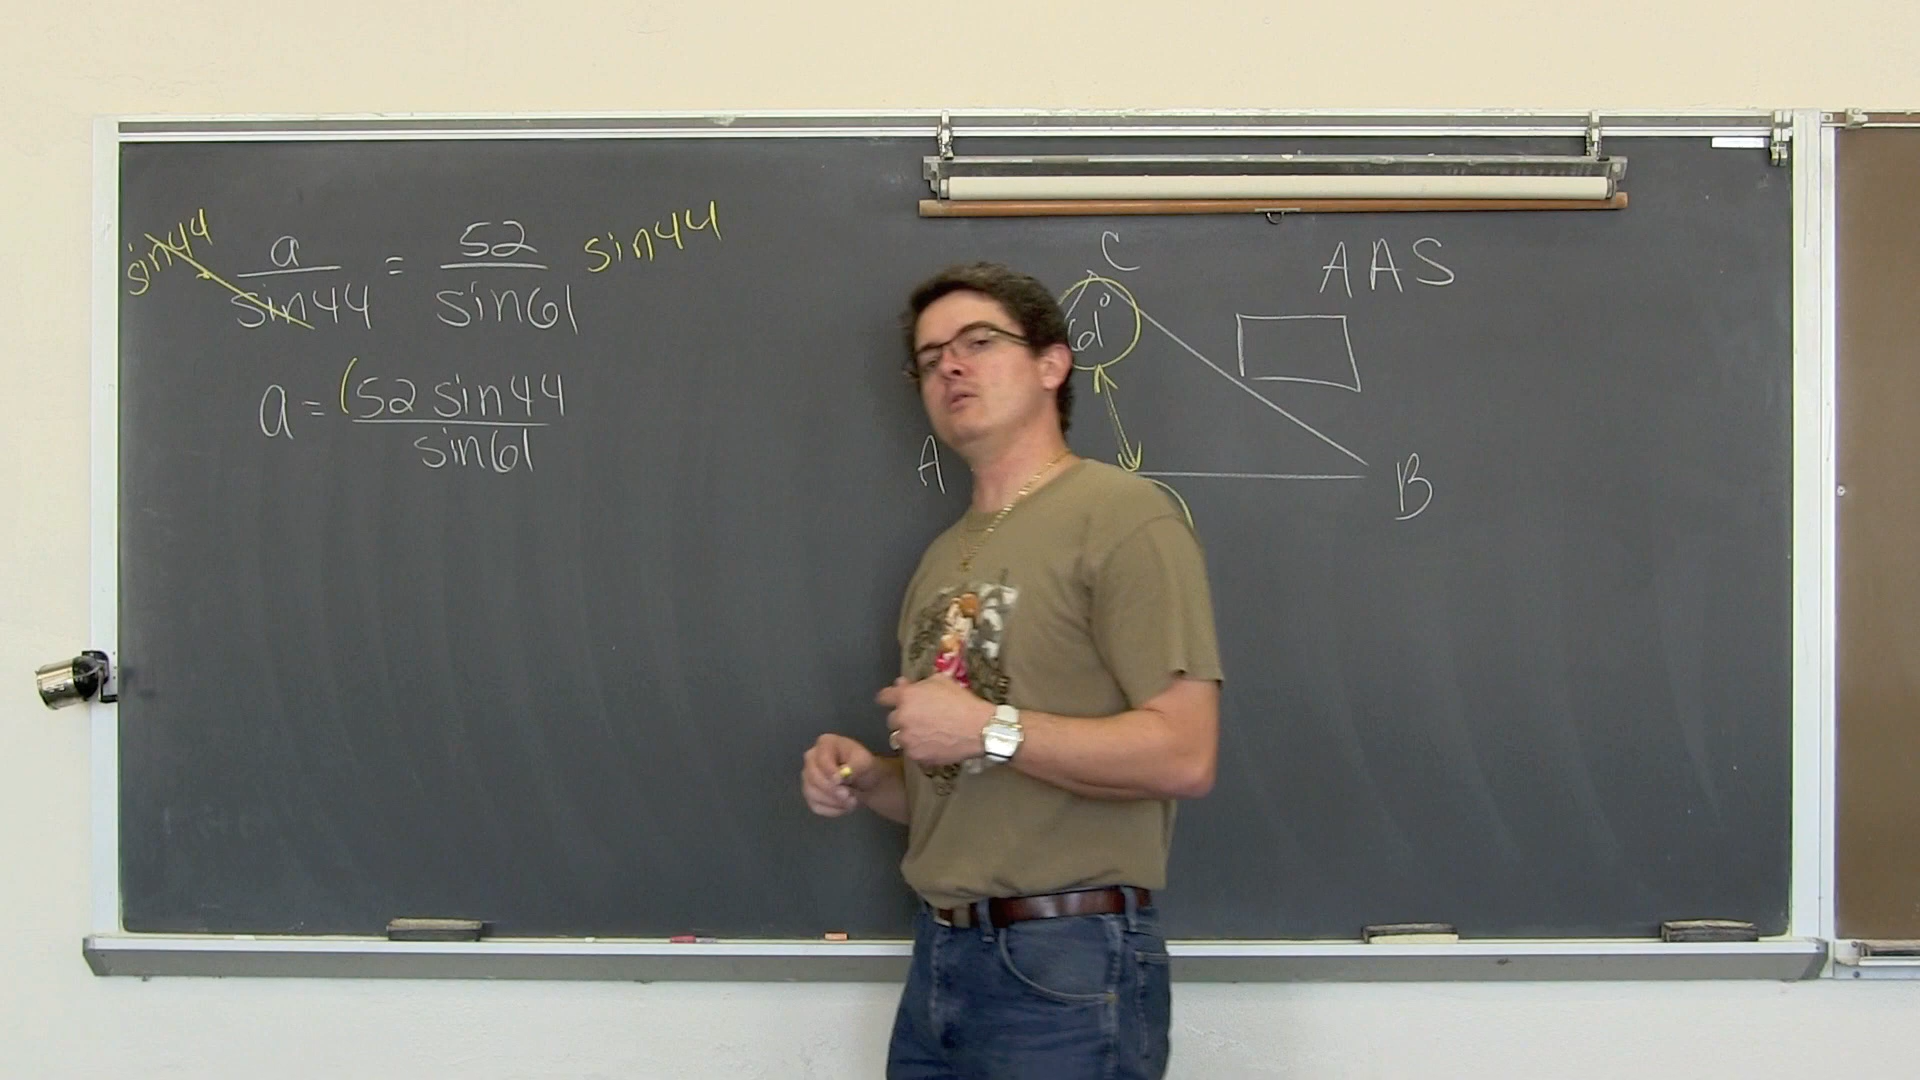 sin44 · a/sin44 = 52/sin61 sin44
a = (52 sin44/sin61
C
AAS
61°
A
B